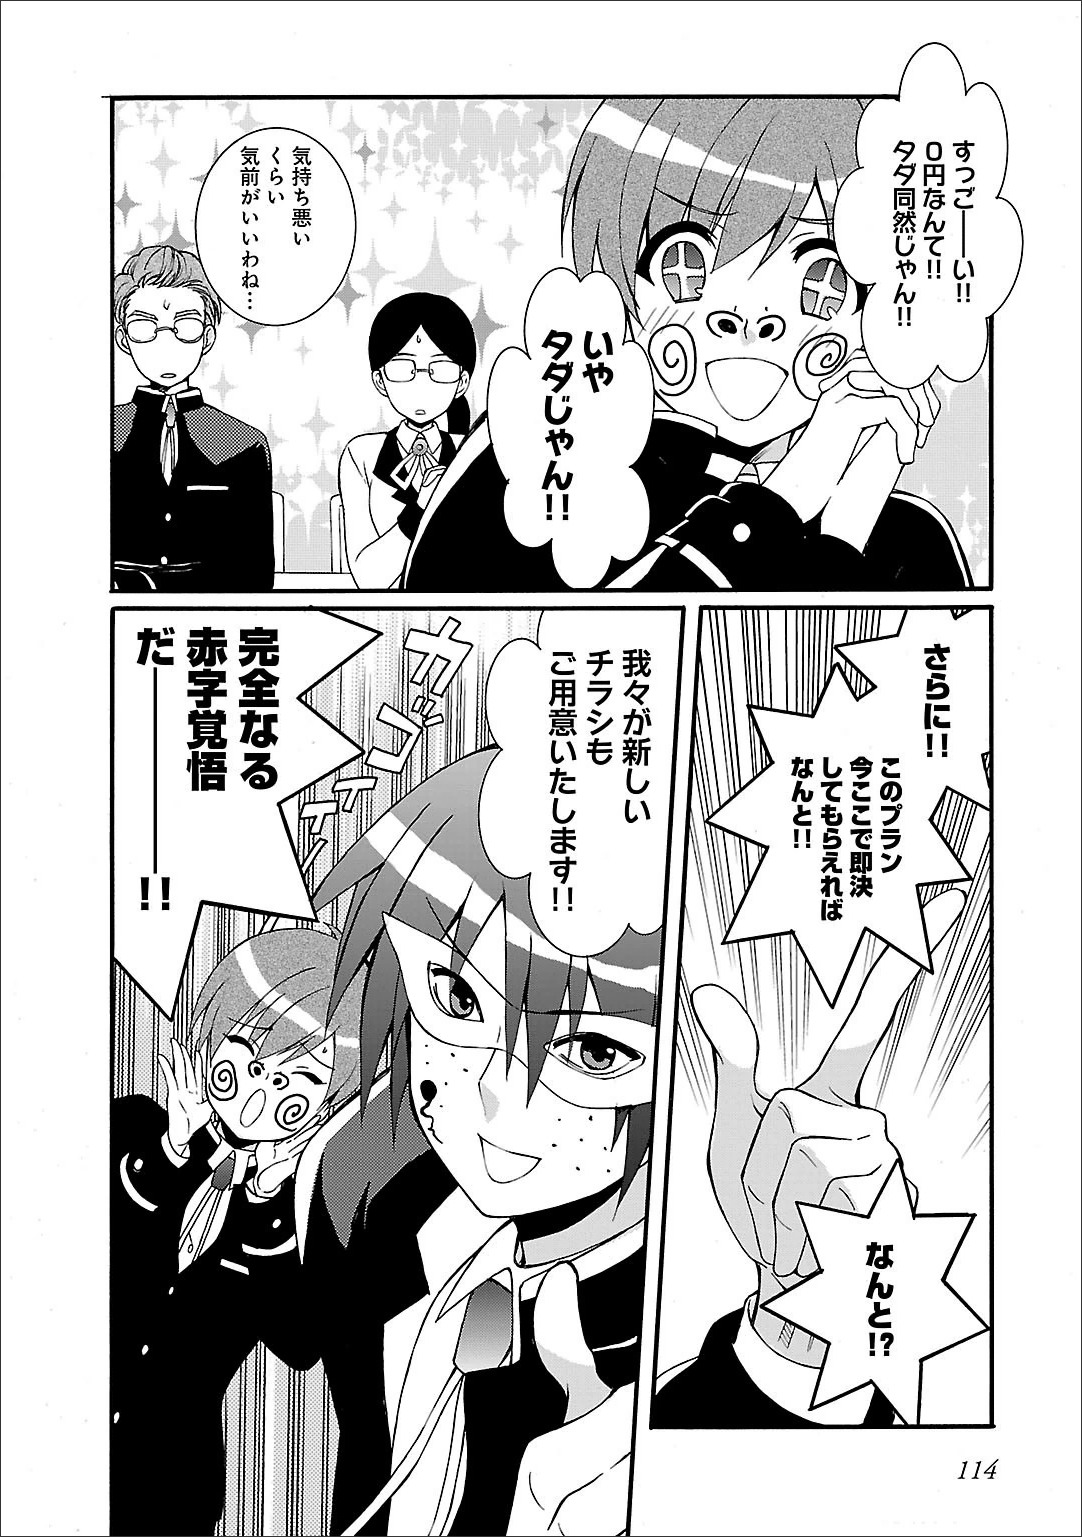 すっごーーい!!
0円なんて!!
タダ同然じゃん!!
いや
タダじゃん!!
気持ち悪い
くらい
気前がいいわね…
さらに!!
このプラン
今ここで即決
してもらえれば
なんと!!
なんと!?
我々が新しい
チラシも
ご用意いたします!!
カゴイイ
完全なる
赤字覚悟
だ――――!!
114